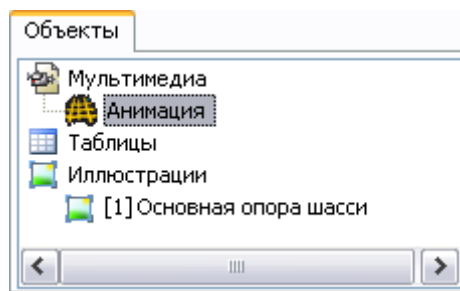 Объекты
Мультимедиа
Анимация
Таблицы
Иллюстрации
[1] Основная опора шасси